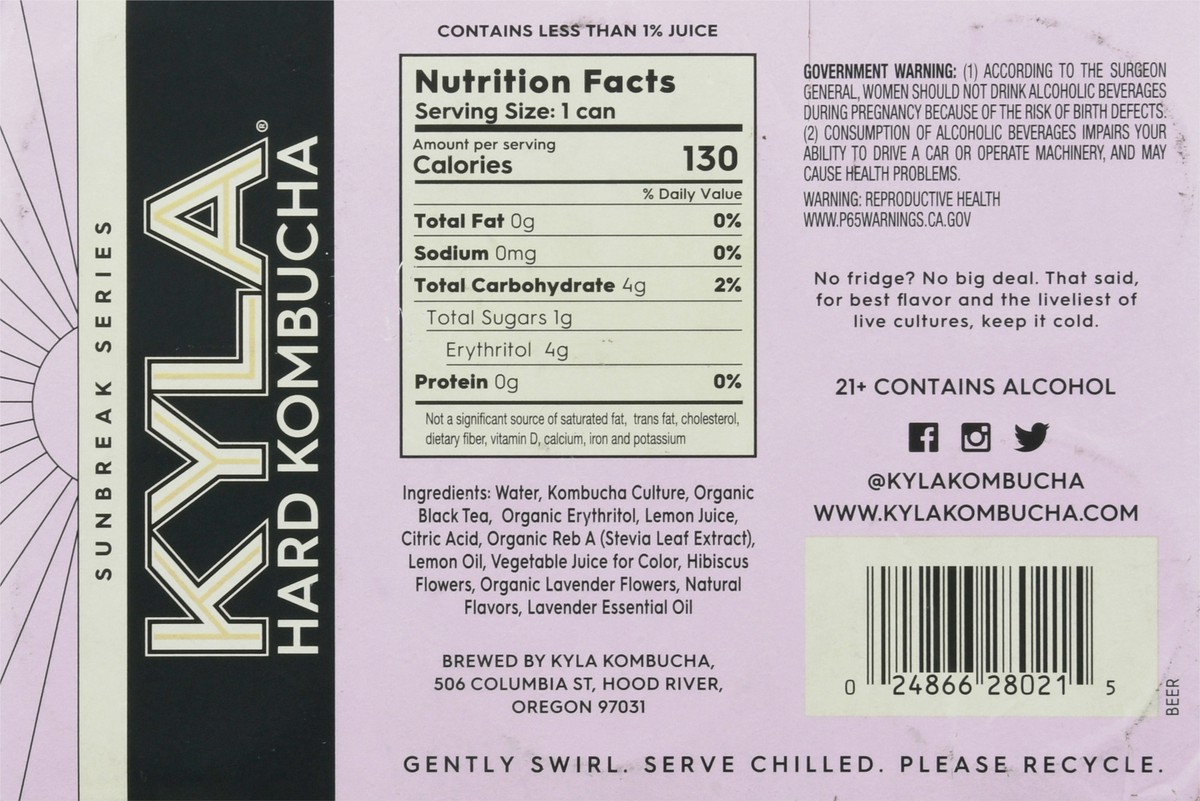 SUNBREAK SERIES
KYLA®
HARD KOMBUCHA
CONTAINS LESS THAN 1% JUICE
Nutrition Facts
Serving Size: 1 can
Amount per serving
Calories 130
% Daily Value
Total Fat 0g 0%
Sodium 0mg 0%
Total Carbohydrate 4g 2%
Total Sugars 1g
Erythritol 4g
Protein 0g 0%
Not a significant source of saturated fat, trans fat, cholesterol,
dietary fiber, vitamin D, calcium, iron and potassium
Ingredients: Water, Kombucha Culture, Organic
Black Tea, Organic Erythritol, Lemon Juice,
Citric Acid, Organic Reb A (Stevia Leaf Extract),
Lemon Oil, Vegetable Juice for Color, Hibiscus
Flowers, Organic Lavender Flowers, Natural
Flavors, Lavender Essential Oil
BREWED BY KYLA KOMBUCHA,
506 COLUMBIA ST, HOOD RIVER,
OREGON 97031
GOVERNMENT WARNING: (1) ACCORDING TO THE SURGEON
GENERAL, WOMEN SHOULD NOT DRINK ALCOHOLIC BEVERAGES
DURING PREGNANCY BECAUSE OF THE RISK OF BIRTH DEFECTS.
(2) CONSUMPTION OF ALCOHOLIC BEVERAGES IMPAIRS YOUR
ABILITY TO DRIVE A CAR OR OPERATE MACHINERY, AND MAY
CAUSE HEALTH PROBLEMS.
WARNING: REPRODUCTIVE HEALTH
WWW.P65WARNINGS.CA.GOV
No fridge? No big deal. That said,
for best flavor and the liveliest of
live cultures, keep it cold.
21+ CONTAINS ALCOHOL
@KYLAKOMBUCHA
WWW.KYLAKOMBUCHA.COM
0 24866 28021 5
BEER
GENTLY SWIRL. SERVE CHILLED. PLEASE RECYCLE.